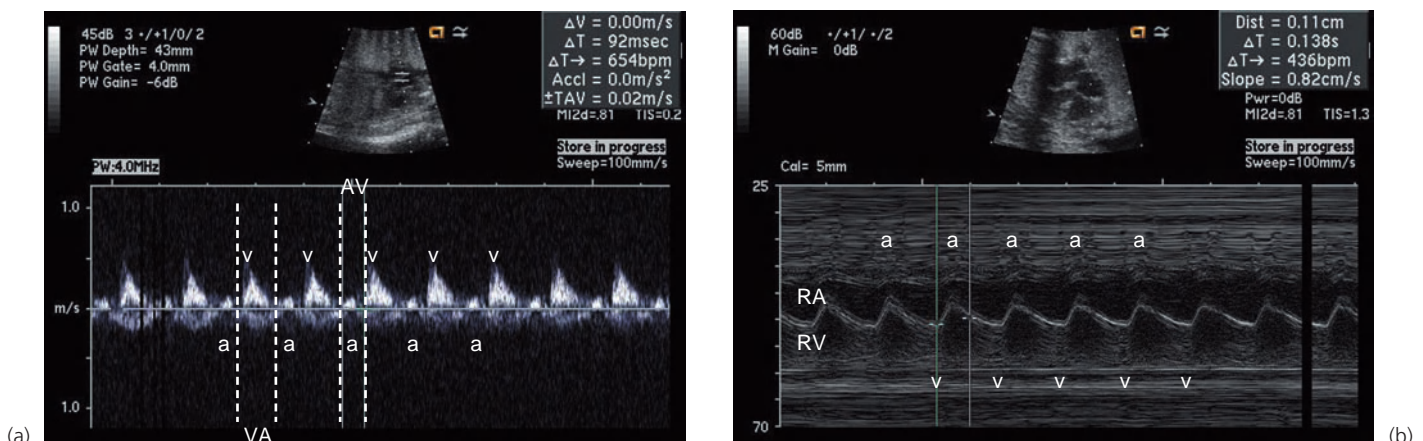 45dB 3 •/+1/0/2
PW Depth= 43mm
PW Gate= 4.0mm
PW Gain= -6dB
ΔV = 0.00m/s
ΔT = 92msec
ΔT→ = 654bpm
Accl = 0.0m/s²
±TΔV = 0.02m/s
MI2d=.81 TIS=0.2
Store in progress
Sweep=100mm/s
PW:4.0MHz
AV
1.0
v v v v v
m/s
a a a a a
1.0
VA
(a)
60dB •/+1/•/2
M Gain= 0dB
Dist = 0.11cm
ΔT = 0.138s
ΔT→ = 436bpm
Slope = 0.82cm/s
Pwr=0dB
MI2d=.81 TIS=1.3
Store in progress
Sweep=100mm/s
Cal= 5mm
25
a a a a a
RA
RV
v v v v v
70
(b)